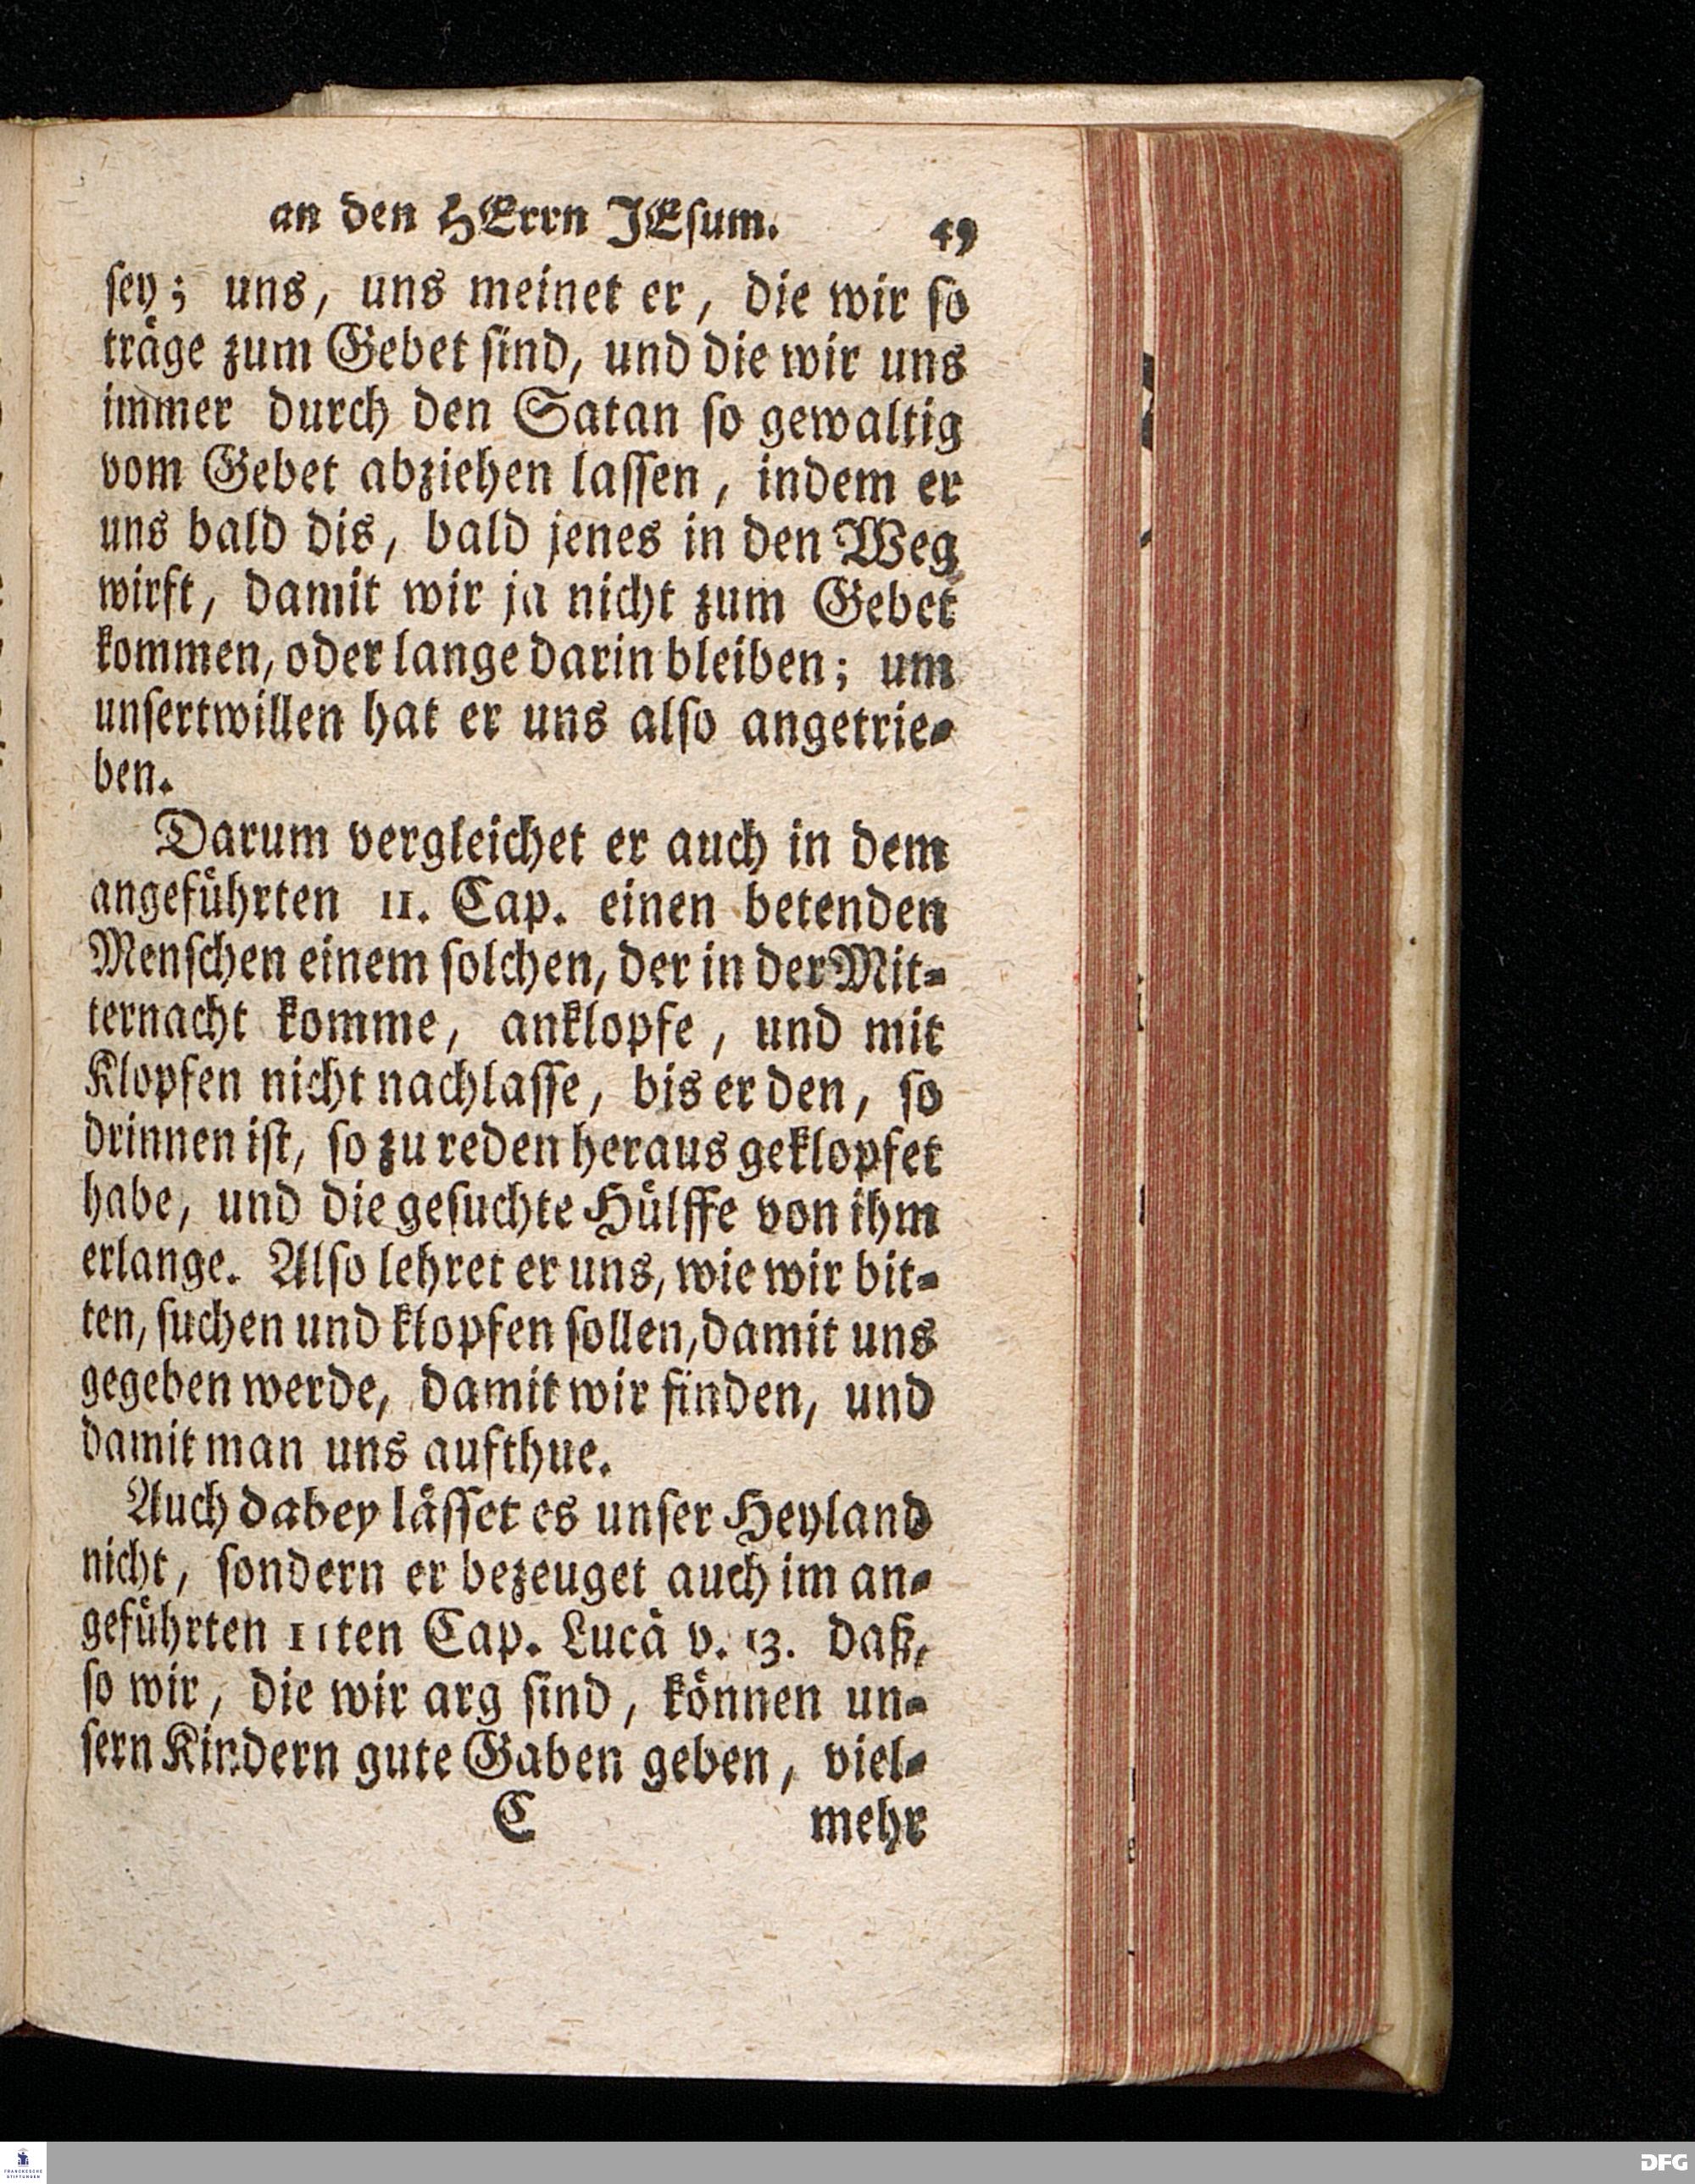 an den HErrn JEſum. 49
ſey; uns, uns meinet er, die wir ſo
träge zum Gebet ſind, und die wir uns
immer durch den Satan ſo gewaltig
vom Gebet abziehen laſſen, indem er
uns bald dis, bald jenes in den Weg
wirft, damit wir ja nicht zum Gebet
kommen, oder lange darin bleiben; um
unſertwillen hat er uns alſo angetrie-
ben.
Darum vergleichet er auch in dem
angeführten 11. Cap. einen betenden
Menſchen einem ſolchen, der in der Mit-
ternacht komme, anklopfe, und mit
Klopfen nicht nachlaſſe, bis er den, ſo
drinnen iſt, ſo zu reden heraus geklopfet
habe, und die geſuchte Hülffe von ihm
erlange. Alſo lehret er uns, wie wir bit-
ten, ſuchen und klopfen ſollen, damit uns
gegeben werde, damit wir finden, und
damit man uns aufthue.
Auch dabey läſſet es unſer Heyland
nicht, ſondern er bezeuget auch im an-
geführten 11ten Cap. Lucä v. 13. daß,
ſo wir, die wir arg ſind, können un-
ſern Kindern gute Gaben geben, viel-
C mehr
FRANCKESCHE
STIFTUNGEN
DFG